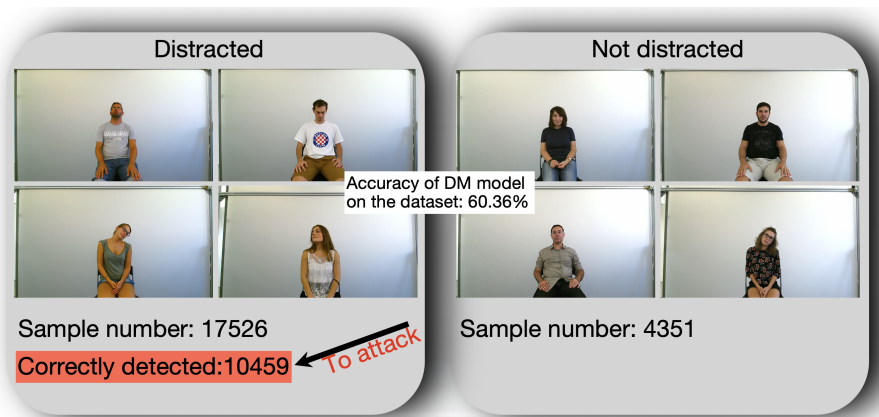 Distracted
Not distracted
Accuracy of DM model
on the dataset: 60.36%
Sample number: 17526
Sample number: 4351
Correctly detected:10459
To attack